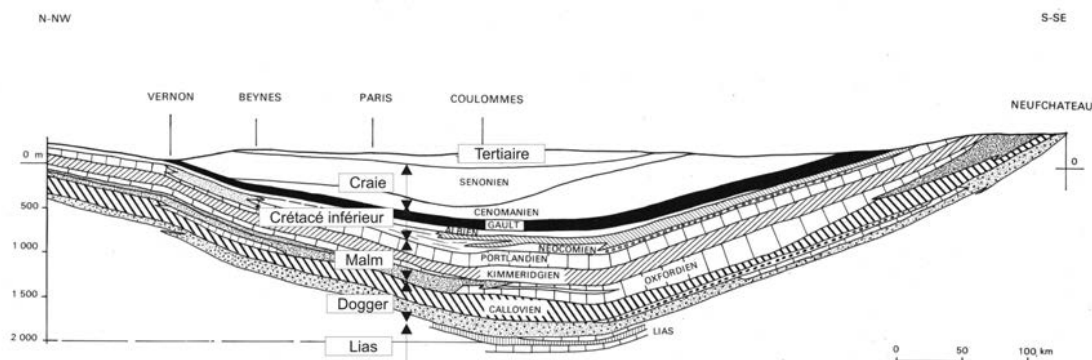 N-NW
S-SE
VERNON
BEYNES
PARIS
COULOMMES
NEUFCHATEAU
0 m
Tertiaire
0
Craie
SENONIEN
500
CENOMANIEN
Crétacé inférieur
GAULT
ALBIEN
NEOCOMIEN
1 000
PORTLANDIEN
Malm
KIMMERIDGIEN
OXFORDIEN
1 500
Dogger
CALLOVIEN
LIAS
2 000
Lias
0
50
100 km